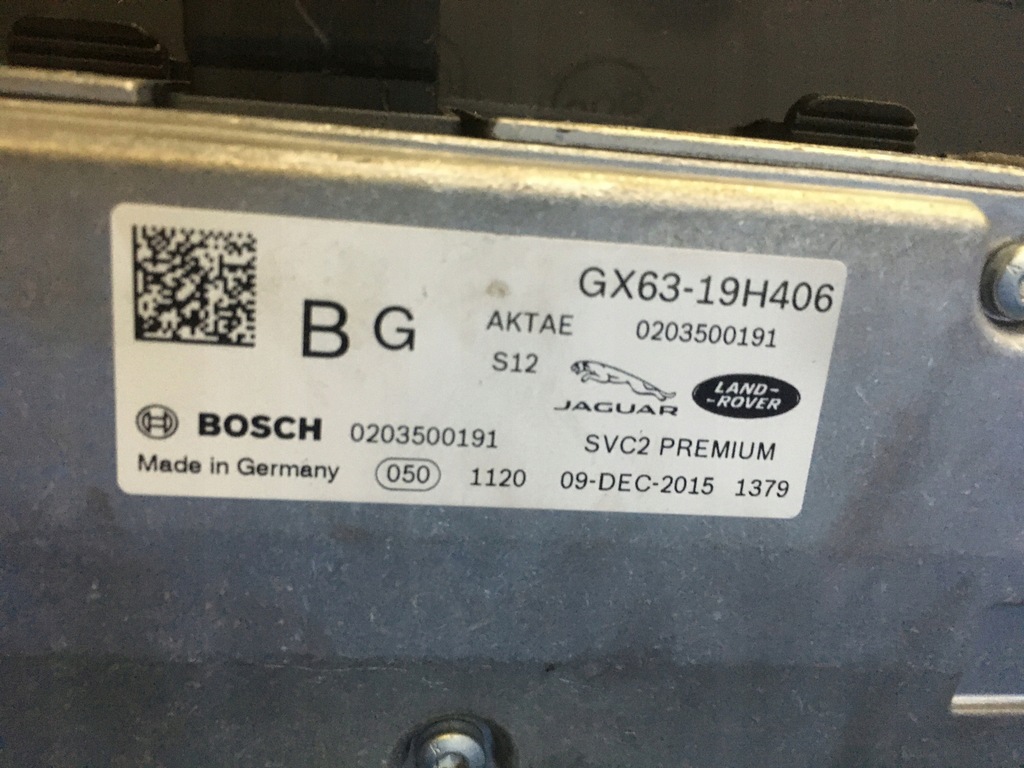 GX63-19H406
B G AKTAE 0203500191
S12 JAGUAR LAND-
-ROVER
BOSCH 0203500191 SVC2 PREMIUM
Made in Germany 050 1120 09-DEC-2015 1379